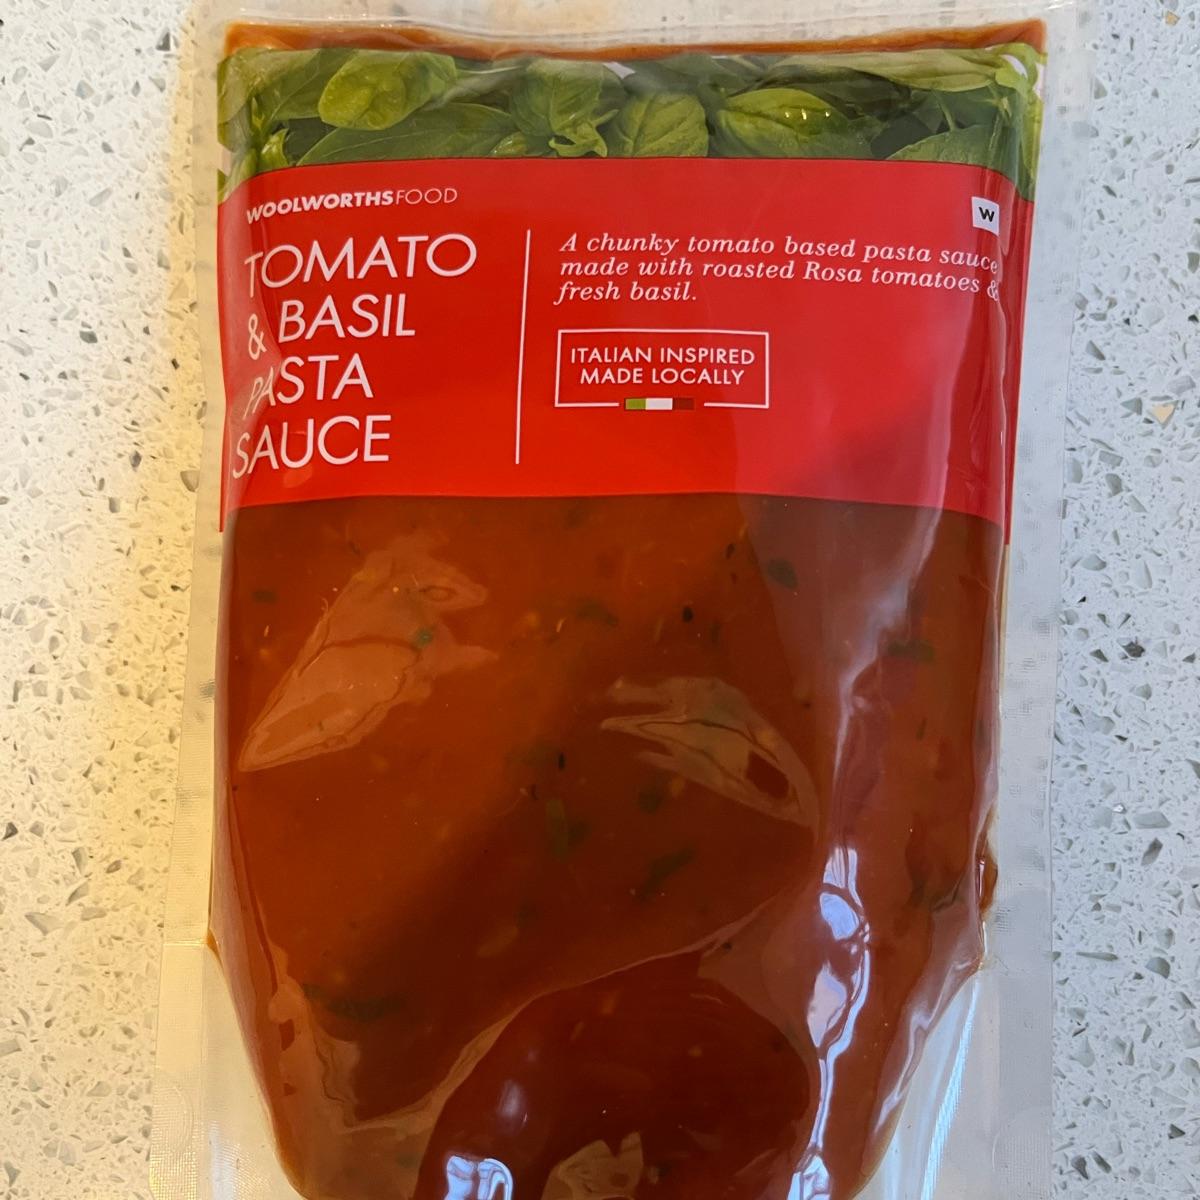 WOOLWORTHSFOOD
TOMATO
& BASIL
PASTA
SAUCE
W
A chunky tomato based pasta sauce
made with roasted Rosa tomatoes &
fresh basil.
ITALIAN INSPIRED
MADE LOCALLY